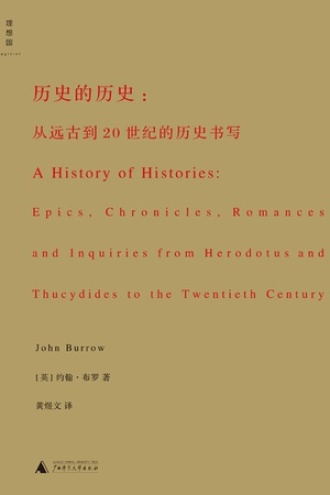 理想国
历史的历史：
从远古到 20 世纪的历史书写
A History of Histories:
Epics, Chronicles, Romances
and Inquiries from Herodotus and
Thucydides to the Twentieth Century
John Burrow
［英］约翰·布罗 著
黄煜文 译
广西师范大学出版社